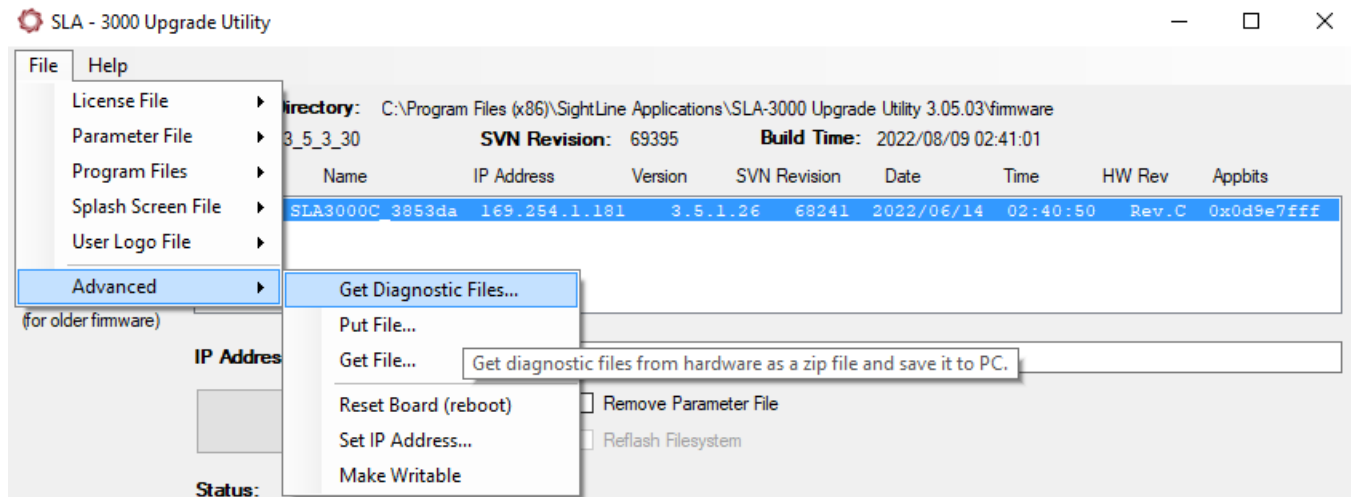 SLA - 3000 Upgrade Utility
File Help
License File
Parameter File
Program Files
Splash Screen File
User Logo File
Advanced
Directory: C:\Program Files (x86)\SightLine Applications\SLA-3000 Upgrade Utility 3.05.03\firmware
3_5_3_30 SVN Revision: 69395 Build Time: 2022/08/09 02:41:01
Name IP Address Version SVN Revision Date Time HW Rev Appbits
SLA3000C_3853da 169.254.1.181 3.5.1.26 68241 2022/06/14 02:40:50 Rev.C 0x0d9e7fff
Get Diagnostic Files...
Put File...
Get File...
Reset Board (reboot)
Set IP Address...
Make Writable
Get diagnostic files from hardware as a zip file and save it to PC.
(for older firmware)
IP Addres
Remove Parameter File
Reflash Filesystem
Status: